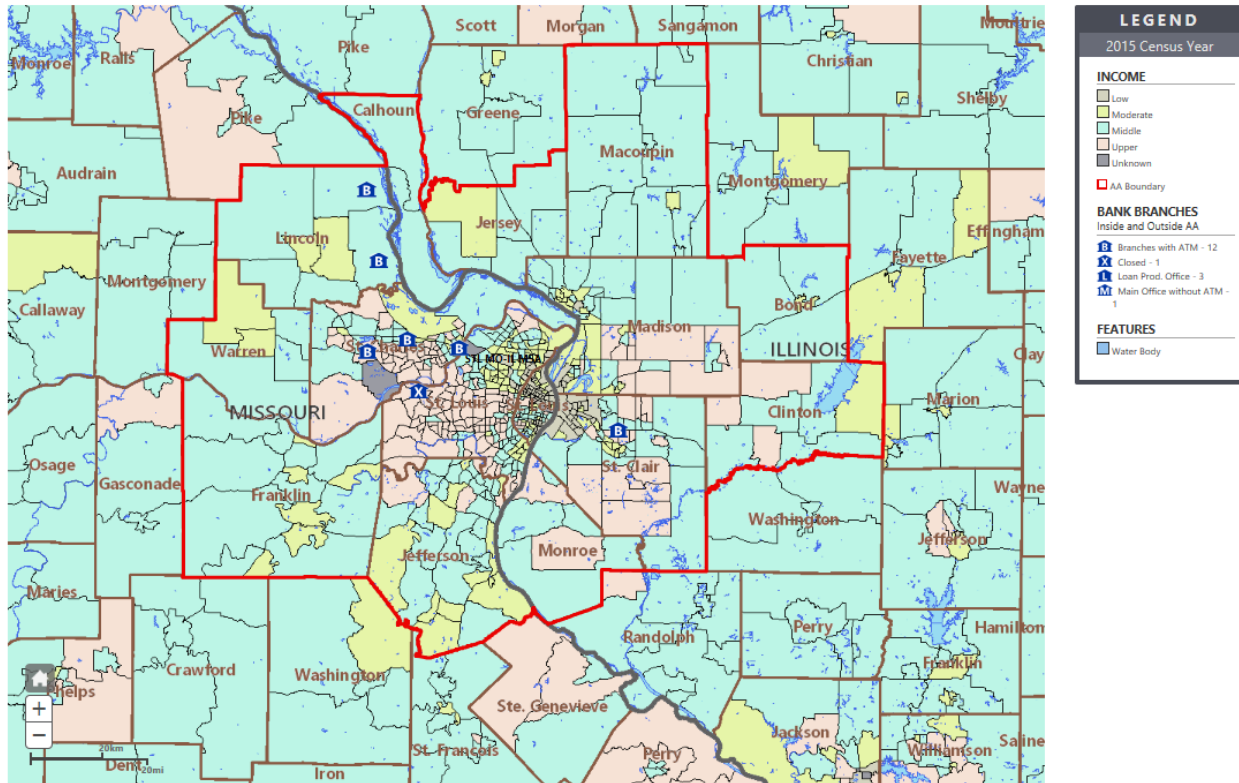 Scott
Morgan
Sangamon
Moultrie
Pike
Monroe
Ralls
Christian
Shelby
Calhoun
Greene
Pike
Macoupin
Audrain
Montgomery
Jersey
Lincoln
Effingham
Fayette
Montgomery
Callaway
Bond
Madison
Warren
ILLINOIS
STL MO-IL MSA
Clay
MISSOURI
St. Louis
Clinton
Marion
Osage
St. Clair
Gasconade
Franklin
Wayne
Washington
Jefferson
Jefferson
Monroe
Maries
Randolph
Perry
Hamilton
Crawford
Washington
Franklin
Phelps
Ste. Genevieve
+
−
Jackson
St. Francois
Perry
Williamson
Saline
20km
Dent
20mi
Iron
LEGEND
2015 Census Year
INCOME
Low
Moderate
Middle
Upper
Unknown
AA Boundary
BANK BRANCHES
Inside and Outside AA
B Branches with ATM - 12
X Closed - 1
L Loan Prod. Office - 3
M Main Office without ATM -
1
FEATURES
Water Body